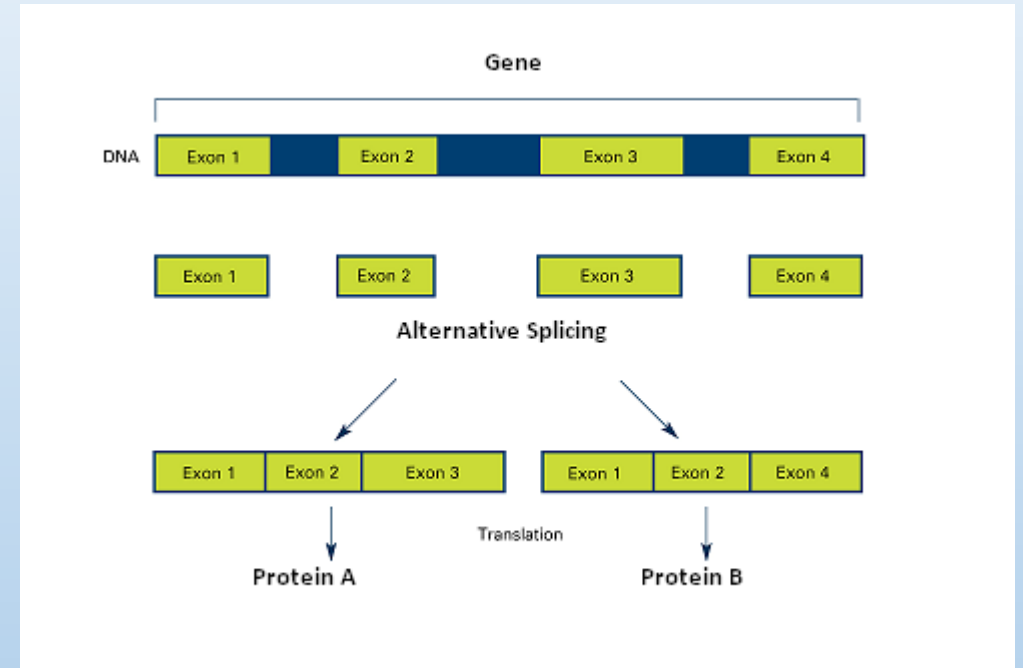 Gene
DNA Exon 1 Exon 2 Exon 3 Exon 4
Exon 1 Exon 2 Exon 3 Exon 4
Alternative Splicing
Exon 1 Exon 2 Exon 3 Exon 1 Exon 2 Exon 4
Translation
Protein A Protein B